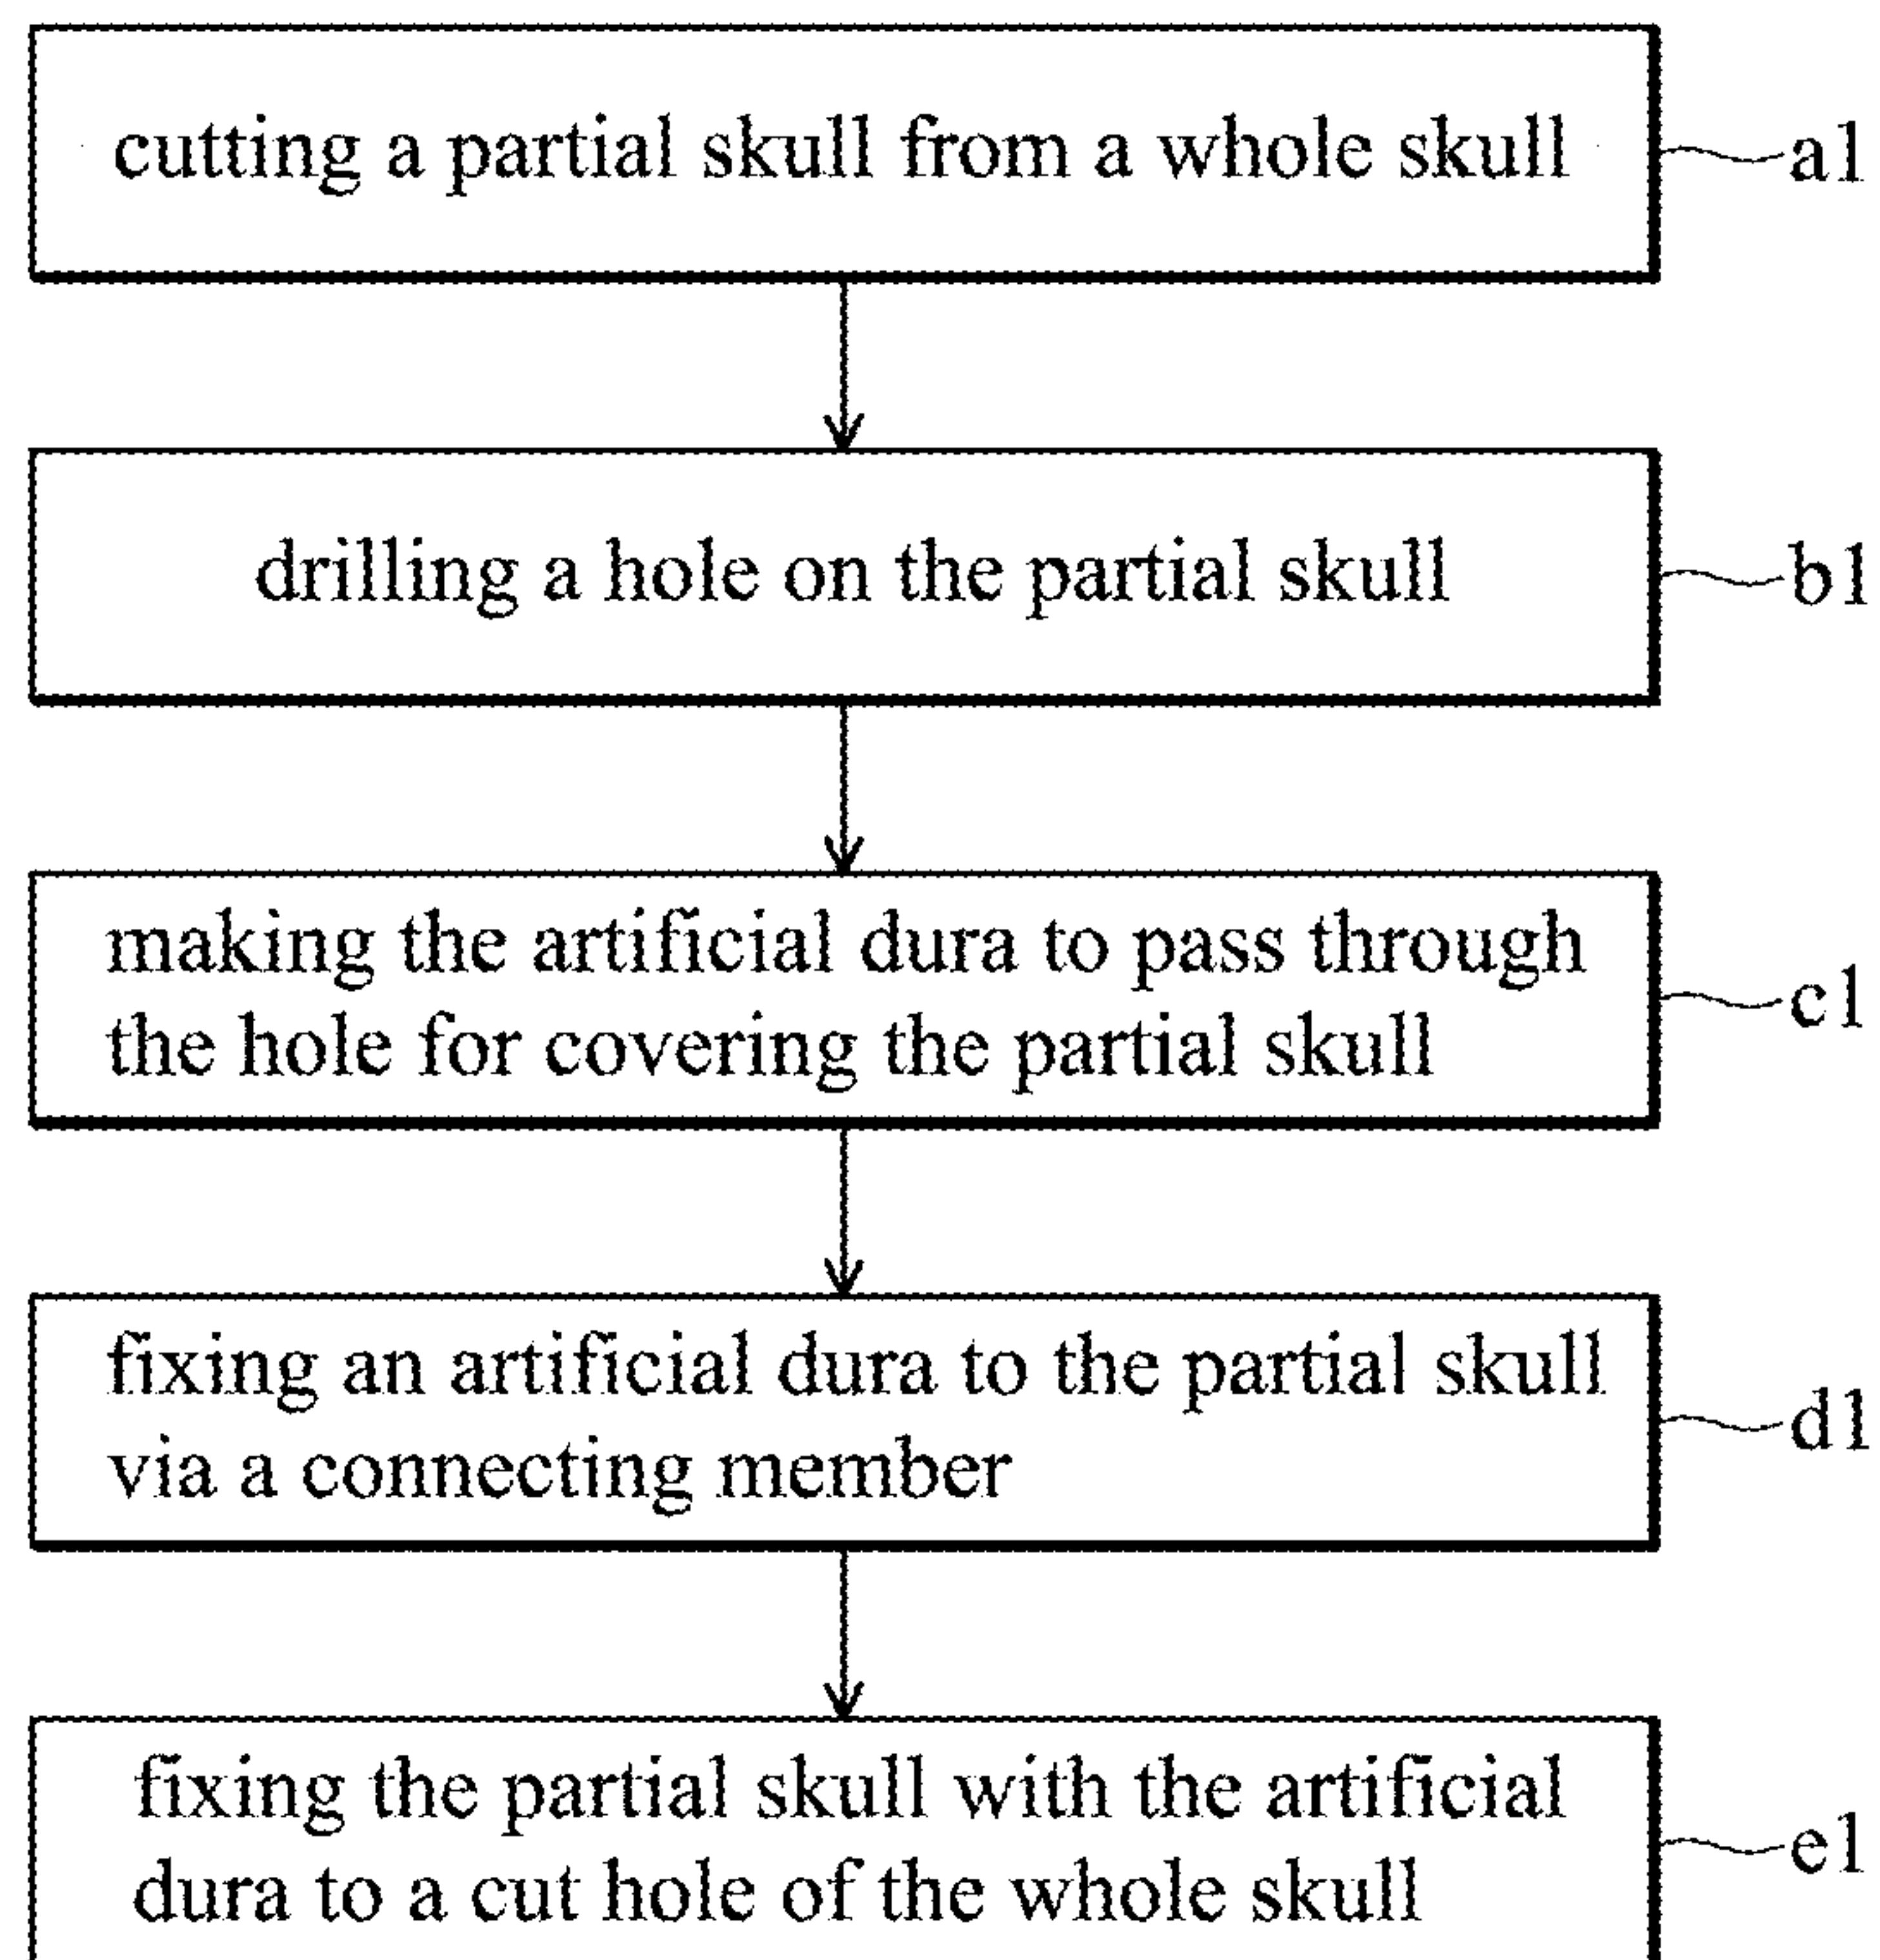 cutting a partial skull from a whole skull
a1
drilling a hole on the partial skull
b1
making the artificial dura to pass through
the hole for covering the partial skull
c1
fixing an artificial dura to the partial skull
via a connecting member
d1
fixing the partial skull with the artificial
dura to a cut hole of the whole skull
e1